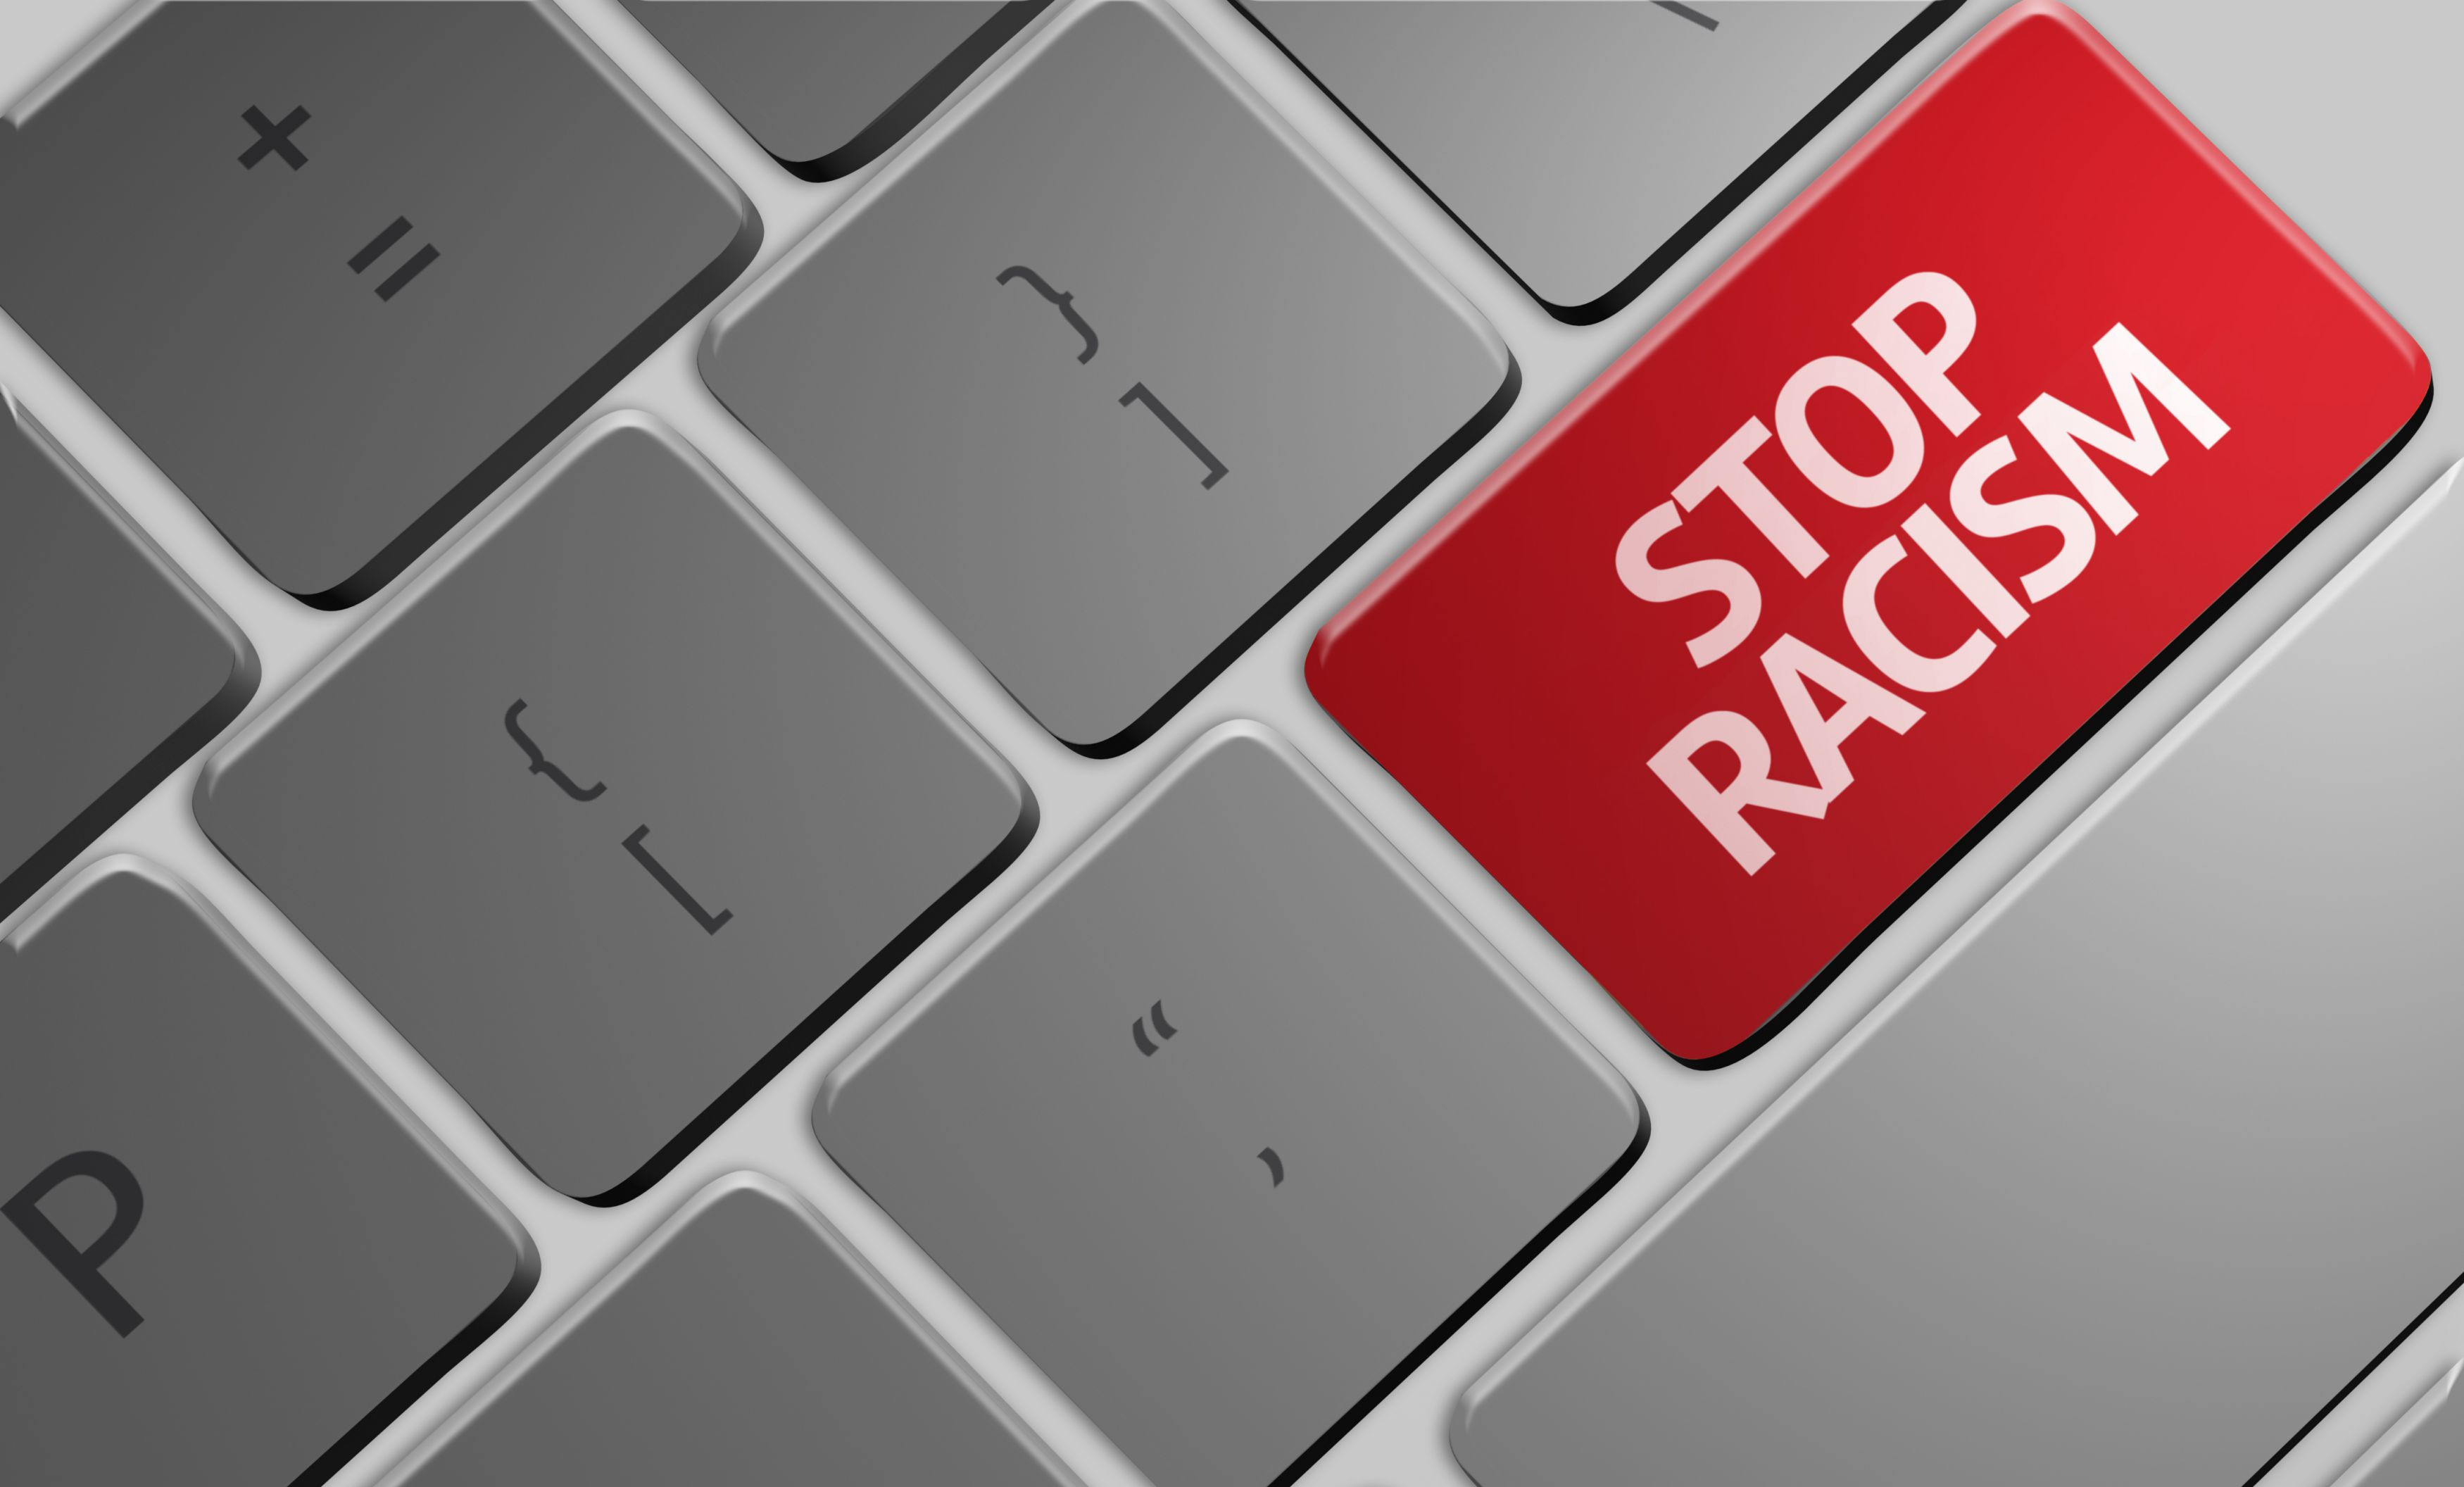 +
=
}
]
STOP
RACISM
{
[
“
,
P